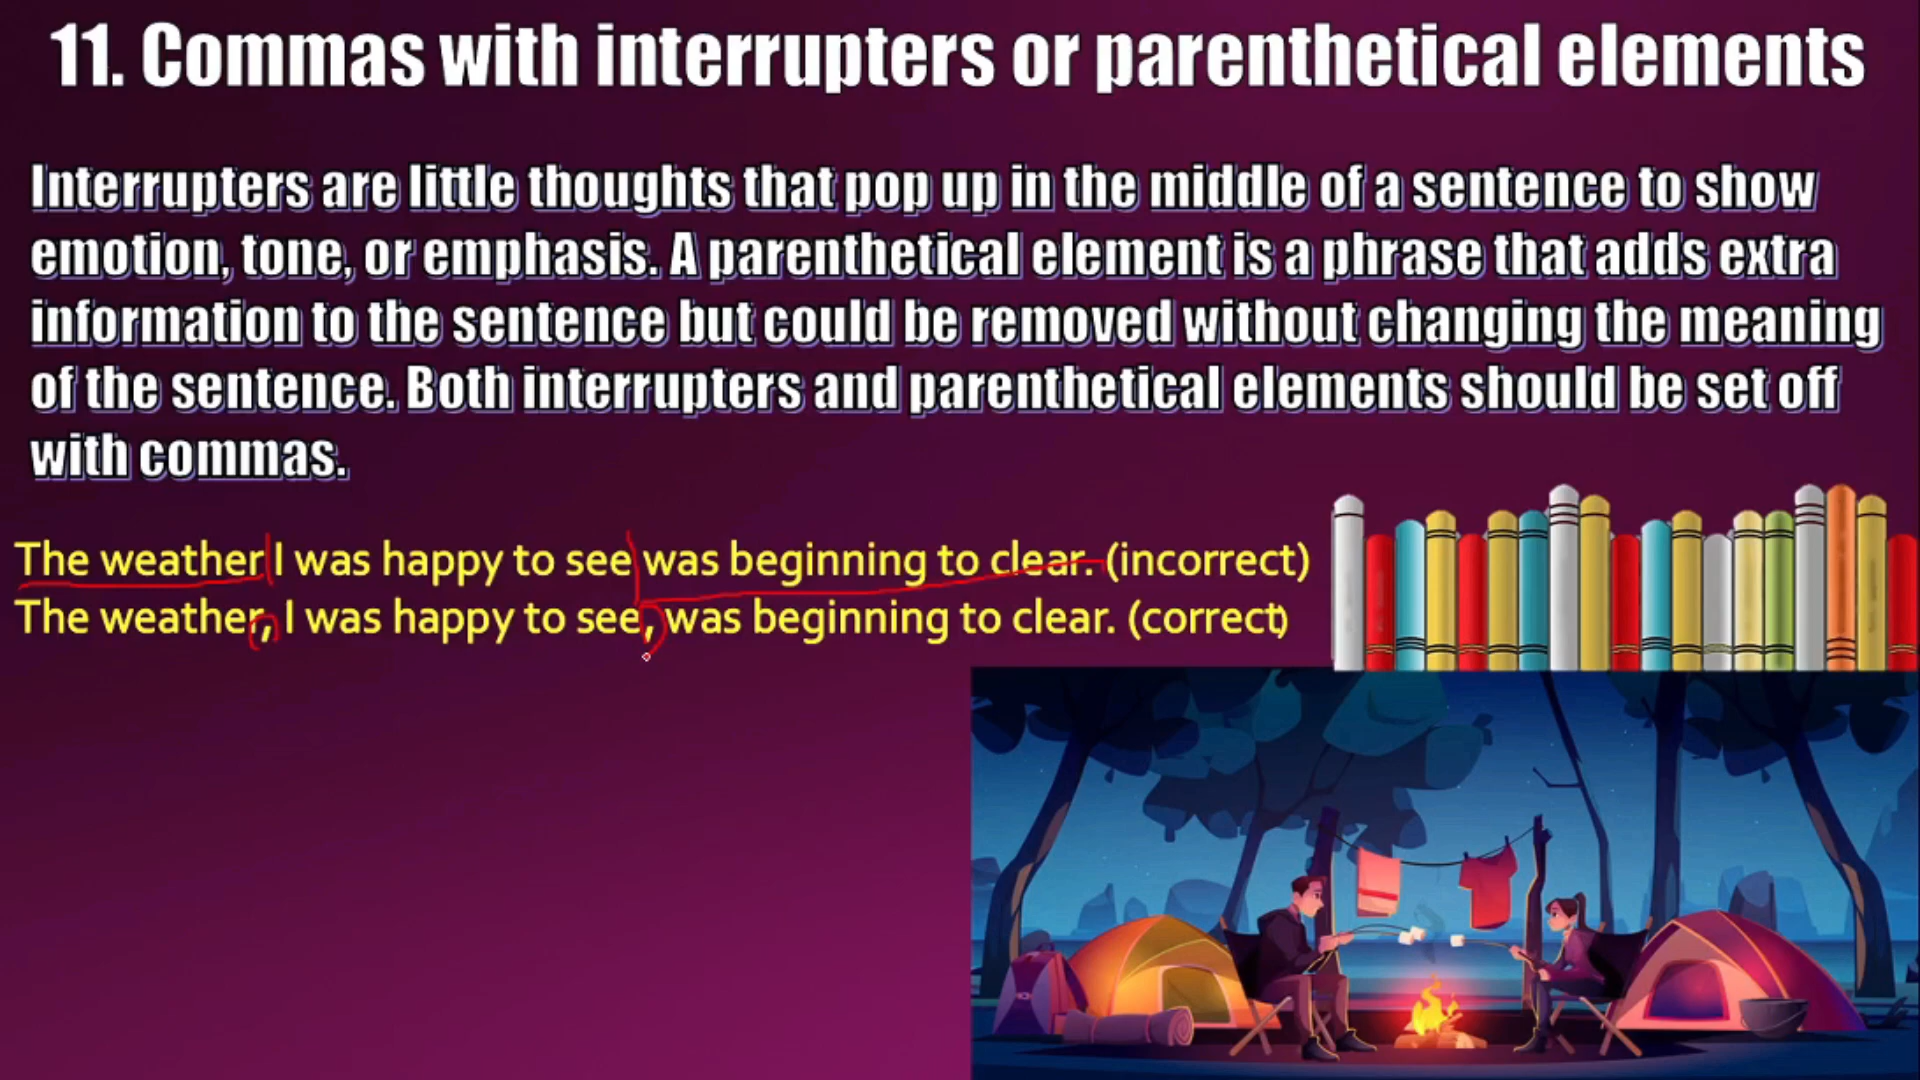 11. Commas with interrupters or parenthetical elements
Interrupters are little thoughts that pop up in the middle of a sentence to show
emotion, tone, or emphasis. A parenthetical element is a phrase that adds extra
information to the sentence but could be removed without changing the meaning
of the sentence. Both interrupters and parenthetical elements should be set off
with commas.
The weather I was happy to see was beginning to clear. (incorrect)
The weather, I was happy to see, was beginning to clear. (correct)